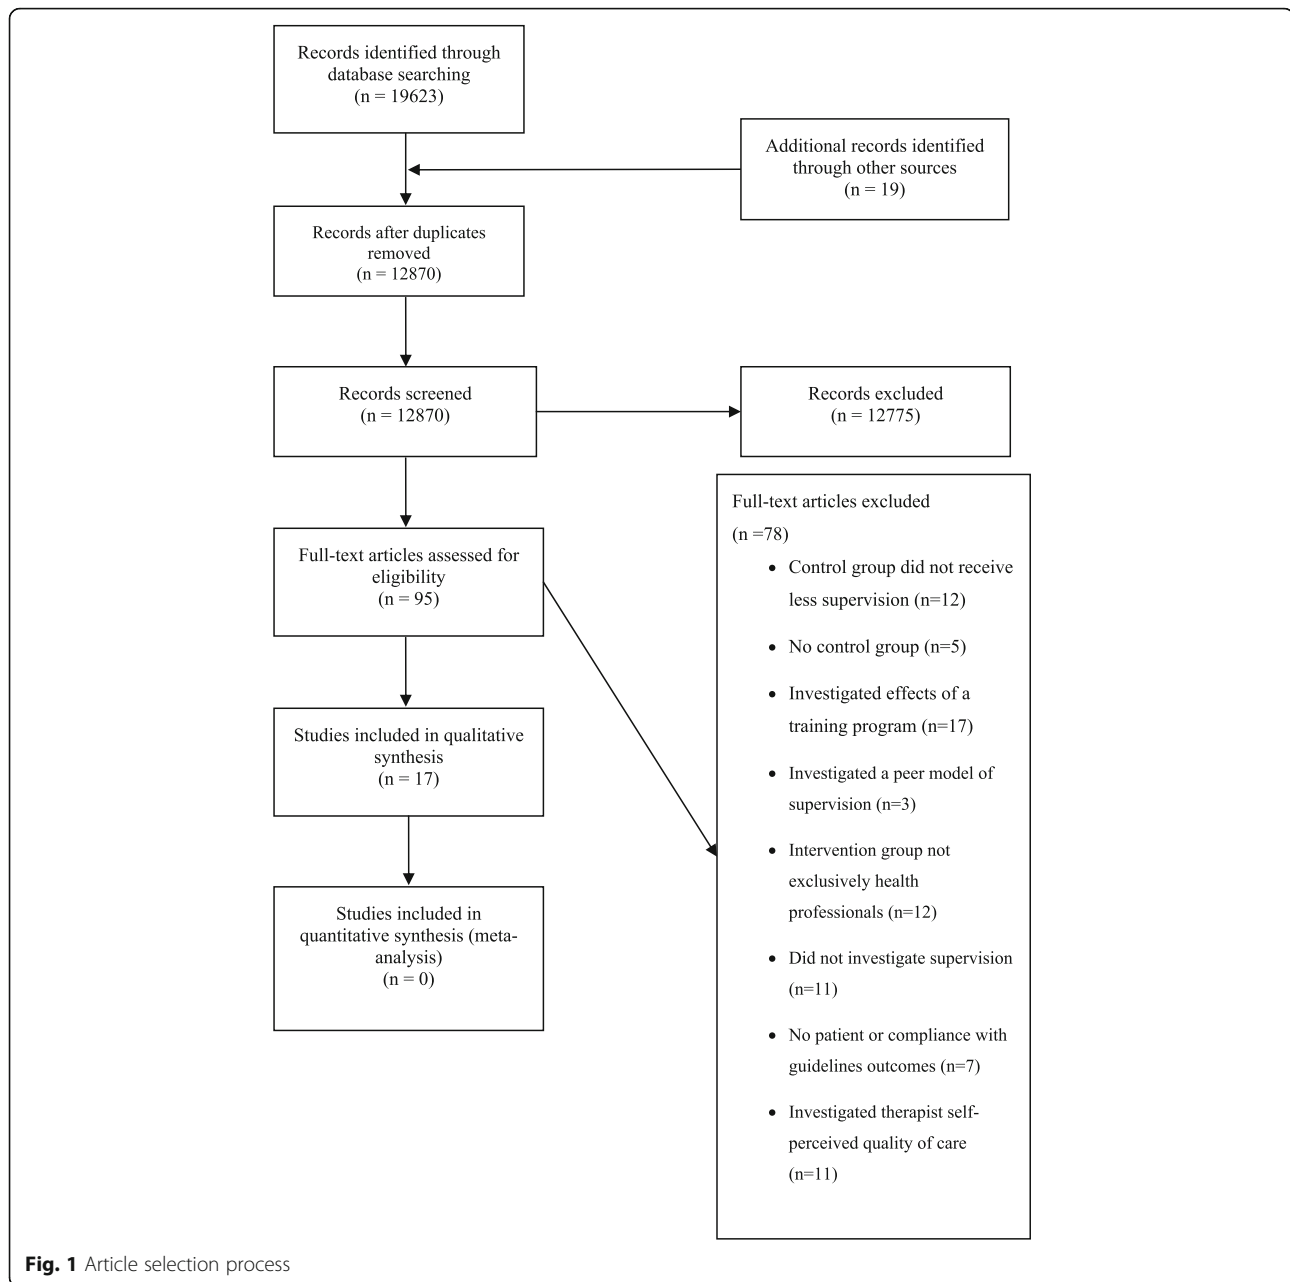 Records identified through
database searching
(n = 19623)
Additional records identified
through other sources
(n = 19)
Records after duplicates
removed
(n = 12870)
Records screened
(n = 12870)
Records excluded
(n = 12775)
Full-text articles assessed for
eligibility
(n = 95)
Full-text articles excluded
(n =78)
• Control group did not receive
less supervision (n=12)
• No control group (n=5)
• Investigated effects of a
training program (n=17)
• Investigated a peer model of
supervision (n=3)
• Intervention group not
exclusively health
professionals (n=12)
• Did not investigate supervision
(n=11)
• No patient or compliance with
guidelines outcomes (n=7)
• Investigated therapist self-
perceived quality of care
(n=11)
Studies included in qualitative
synthesis
(n = 17)
Studies included in
quantitative synthesis (meta-
analysis)
(n = 0)
Fig. 1 Article selection process